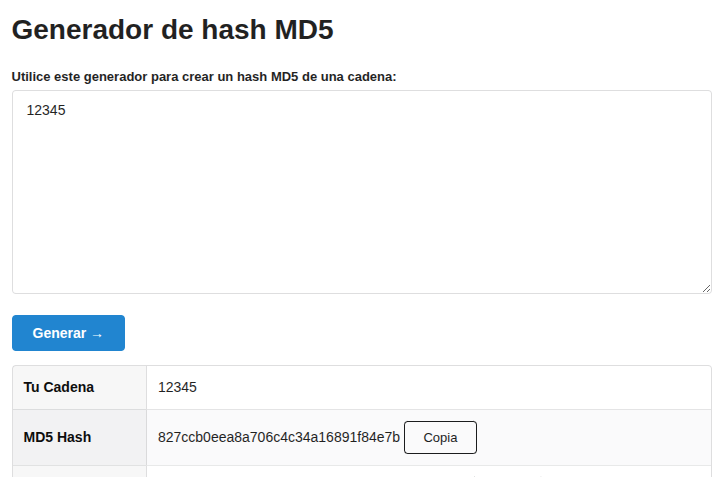 Generador de hash MD5
Utilice este generador para crear un hash MD5 de una cadena:
12345
Generar →
Tu Cadena 12345
MD5 Hash 827ccb0eea8a706c4c34a16891f84e7b Copia